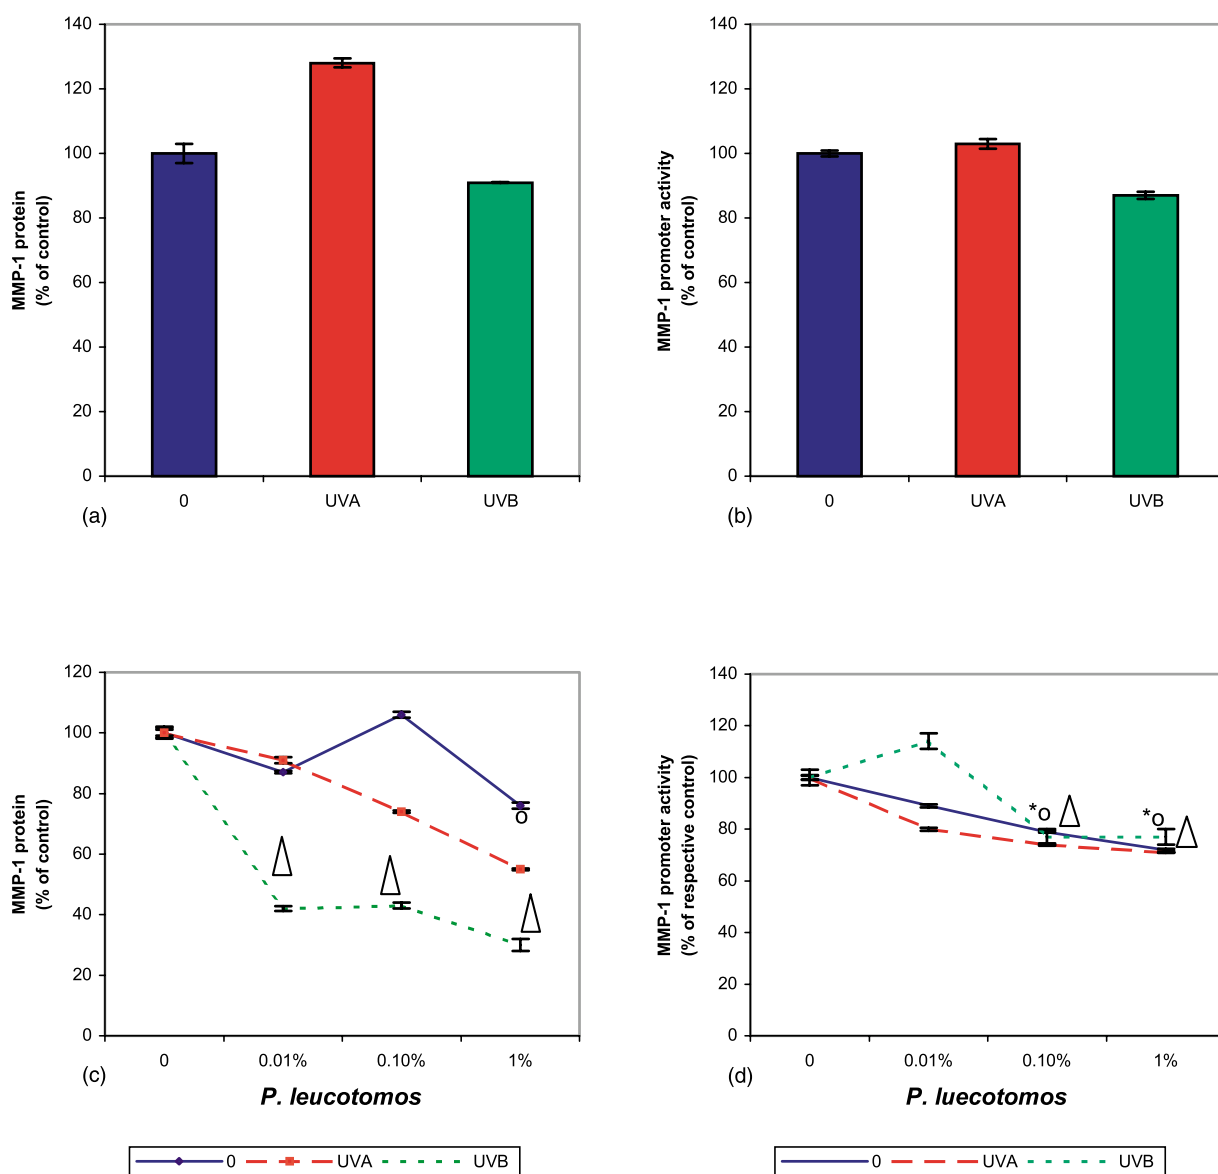 MMP-1 protein
(% of control)
140
120
100
80
60
40
20
0
0 UVA UVB
(a)
MMP-1 promoter activity
(% of control)
140
120
100
80
60
40
20
0
0 UVA UVB
(b)
MMP-1 protein
(% of control)
120
100
80
60
40
20
0
o
0 0.01% 0.10% 1%
(c)
P. leucotomos
0 UVA UVB
MMP-1 promoter activity
(% of respective control)
140
120
100
80
60
40
20
0
*o *o
0 0.01% 0.10% 1%
(d)
P. luecotomos
0 UVA UVB